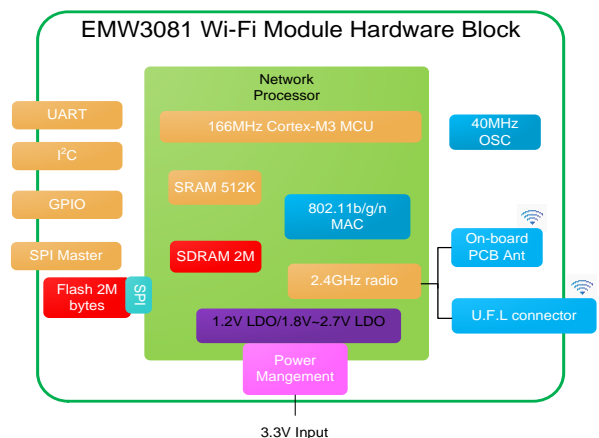 EMW3081 Wi-Fi Module Hardware Block
Network
Processor
UART
166MHz Cortex-M3 MCU
40MHz
OSC
I²C
SRAM 512K
GPIO
802.11b/g/n
MAC
On-board
PCB Ant
SPI Master
SDRAM 2M
2.4GHz radio
Flash 2M
bytes
SPI
U.F.L connector
1.2V LDO/1.8V~2.7V LDO
Power
Mangement
3.3V Input